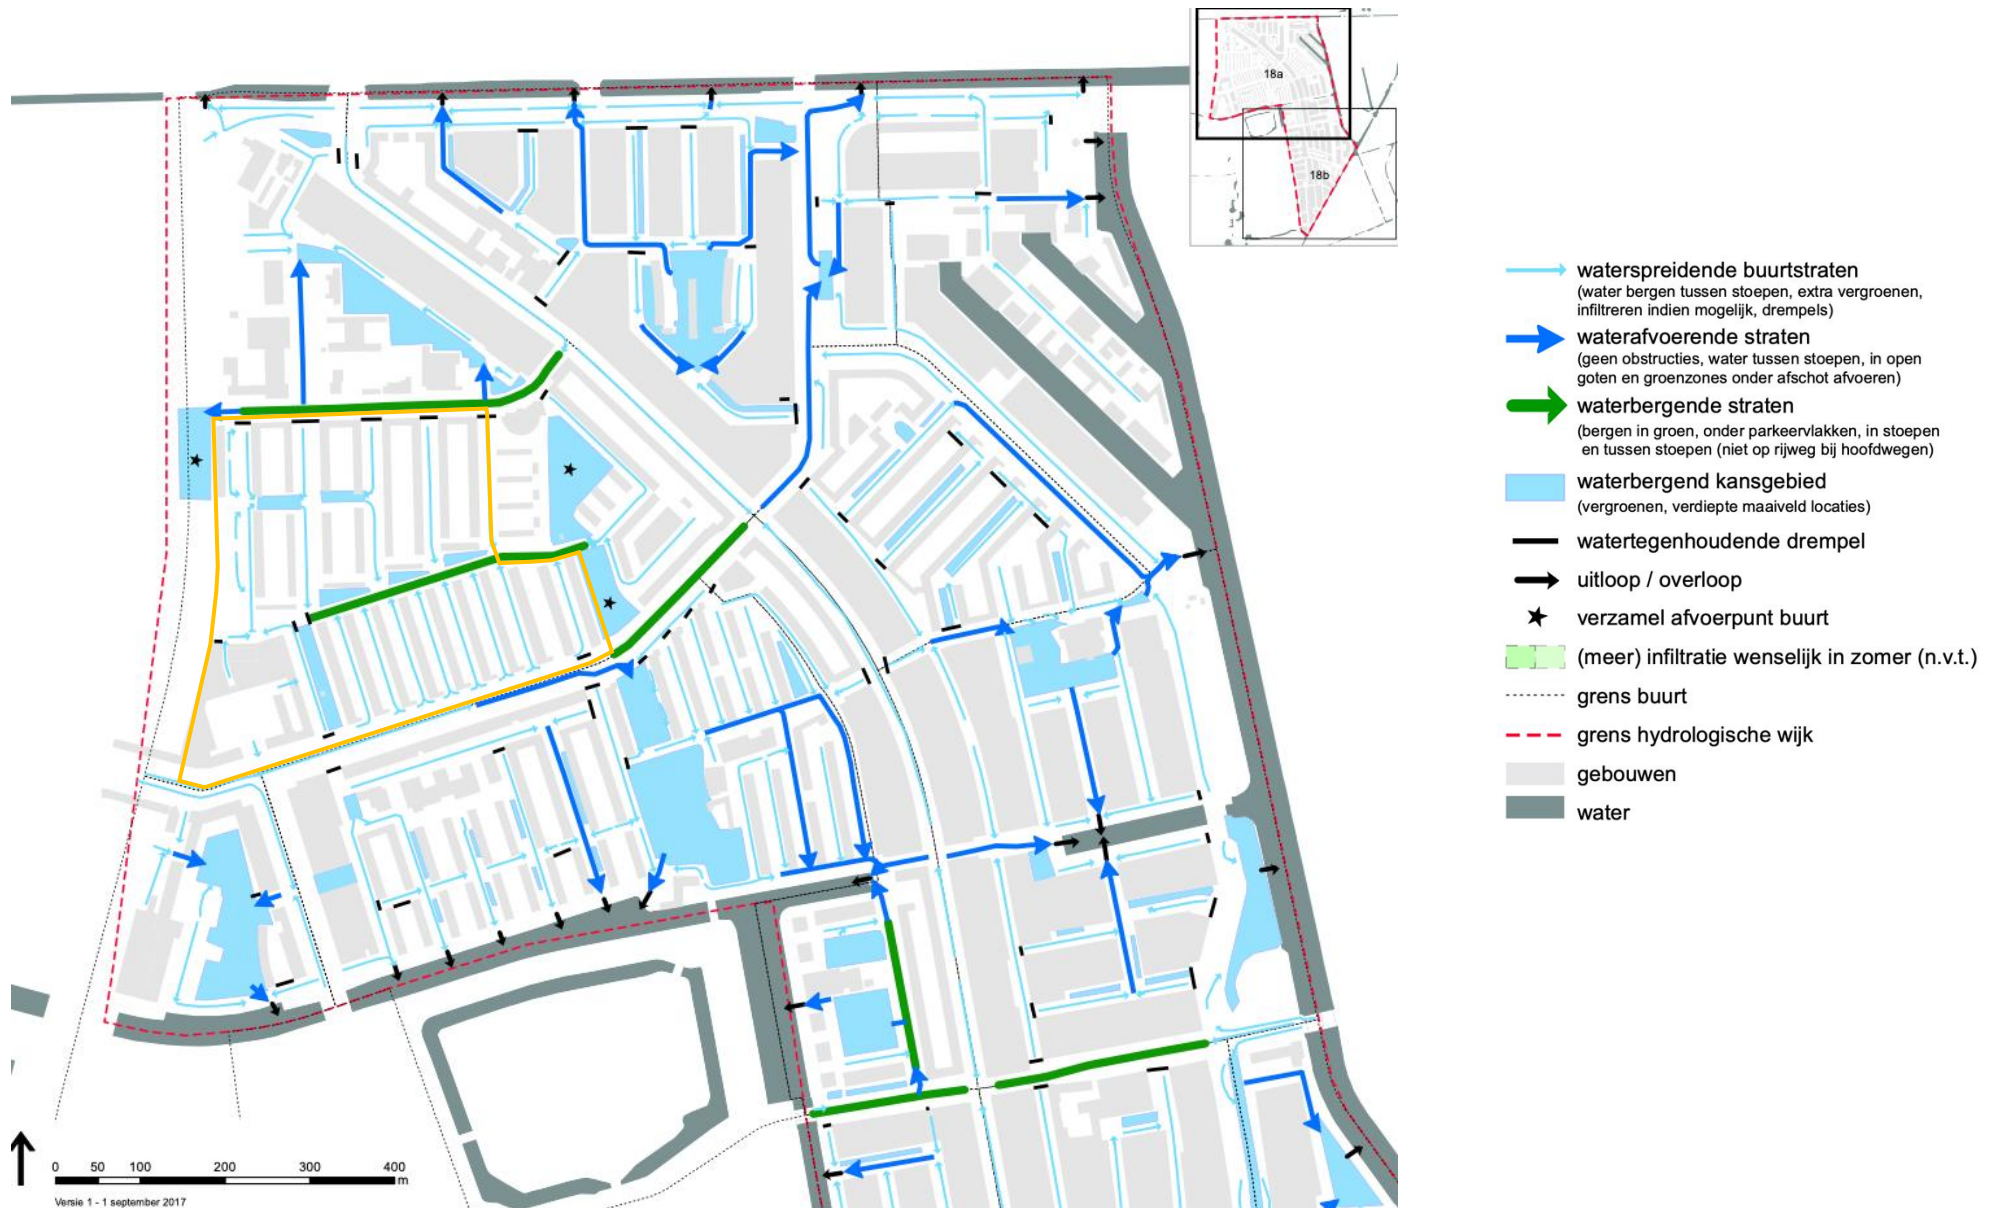 18a
18b
waterspreidende buurtstraten
(water bergen tussen stoepen, extra vergroenen,
infiltreren indien mogelijk, drempels)
waterafvoerende straten
(geen obstructies, water tussen stoepen, in open
goten en groenzones onder afschot afvoeren)
waterbergende straten
(bergen in groen, onder parkeervlakken, in stoepen
en tussen stoepen (niet op rijweg bij hoofdwegen)
waterbergend kansgebied
(vergroenen, verdiepte maaiveld locaties)
watertegenhoudende drempel
uitloop / overloop
verzamel afvoerpunt buurt
(meer) infiltratie wenselijk in zomer (n.v.t.)
grens buurt
grens hydrologische wijk
gebouwen
water
0 50 100 200 300 400
m
Versie 1 - 1 september 2017